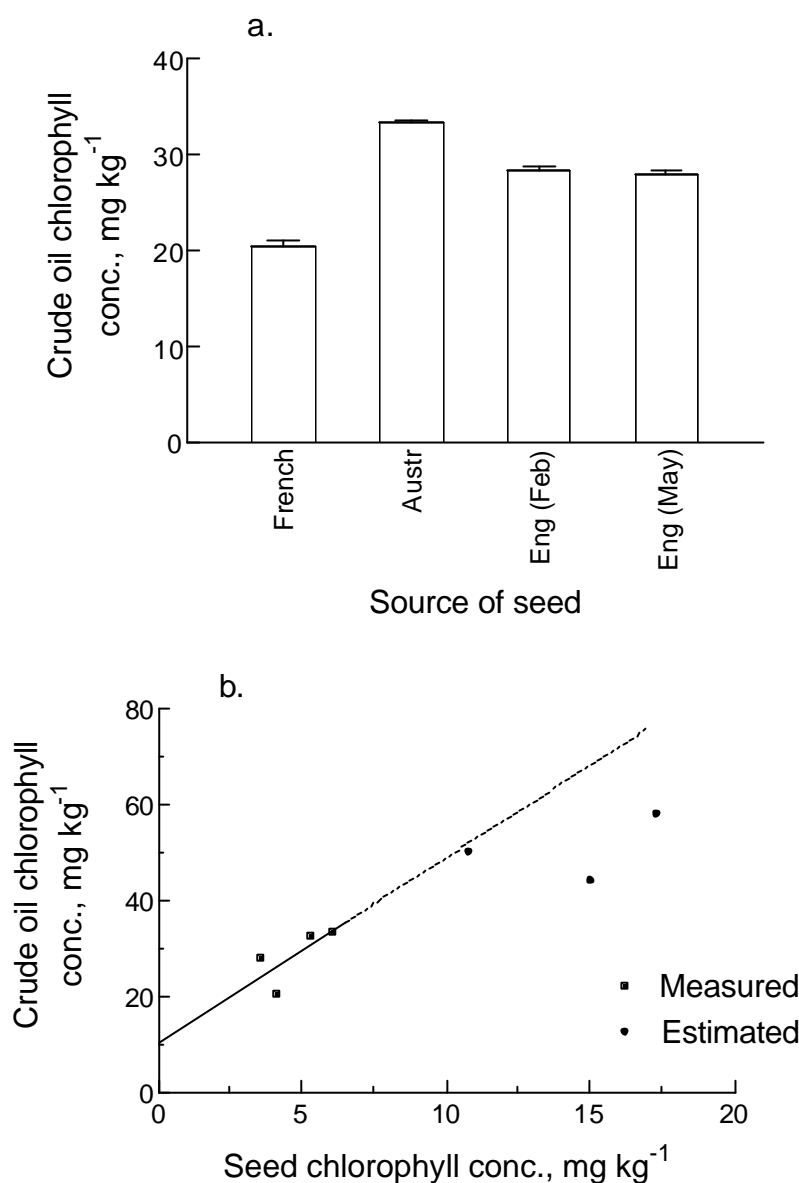 a.
Crude oil chlorophyll
conc., mg kg-1
40
30
20
10
0
French
Austr
Eng (Feb)
Eng (May)
Source of seed
b.
Crude oil chlorophyll
conc., mg kg-1
80
60
40
20
0
Measured
Estimated
0
5
10
15
20
Seed chlorophyll conc., mg kg-1